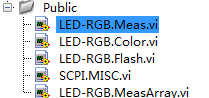 Public
LED-RGB.Meas.vi
LED-RGB.Color.vi
LED-RGB.Flash.vi
SCPI.MISC.vi
LED-RGB.MeasArray.vi